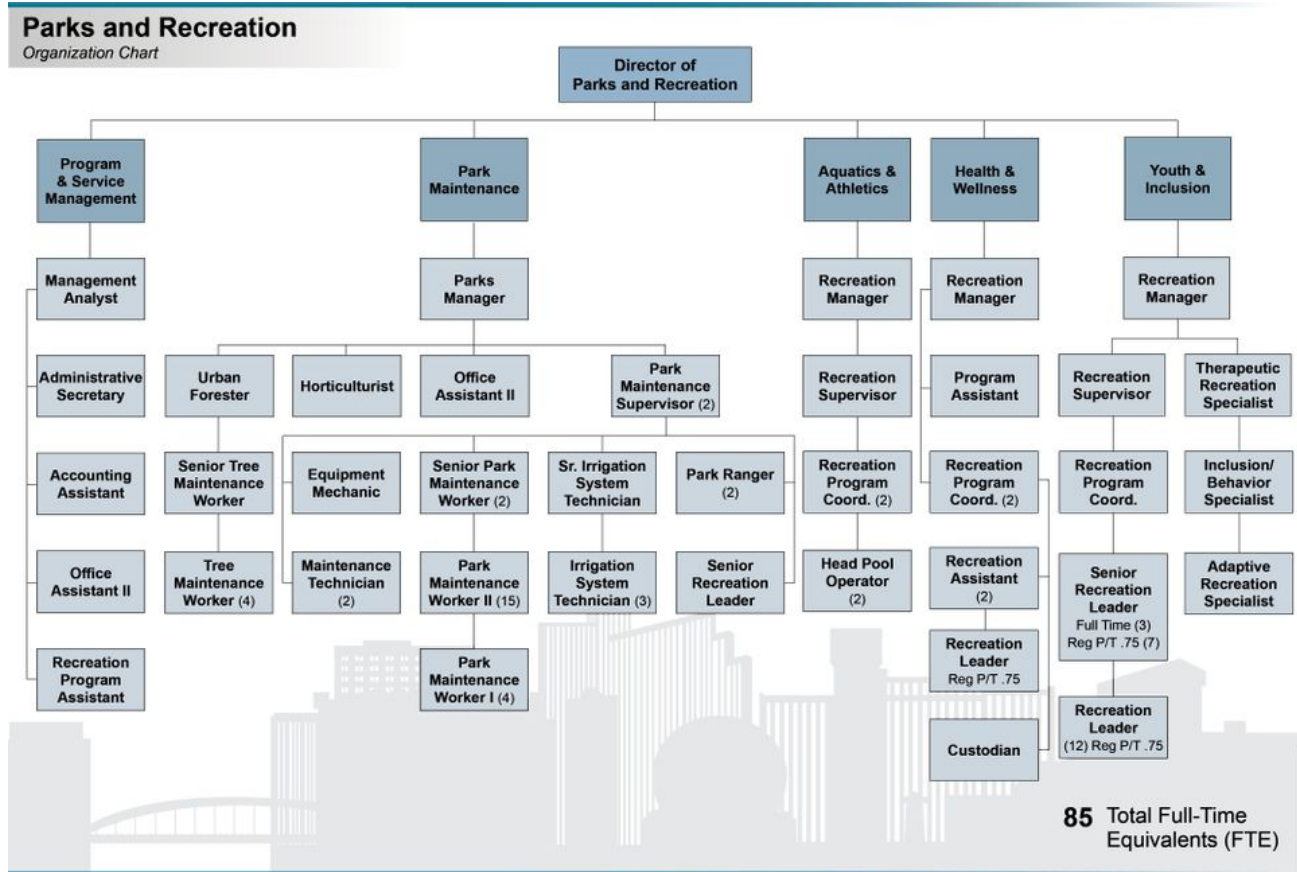 Parks and Recreation
Organization Chart
Director of
Parks and Recreation
Program
& Service
Management
Park
Maintenance
Aquatics &
Athletics
Health &
Wellness
Youth &
Inclusion
Management
Analyst
Parks
Manager
Recreation
Manager
Recreation
Manager
Recreation
Manager
Administrative
Secretary
Urban
Forester
Horticulturist
Office
Assistant II
Park
Maintenance
Supervisor (2)
Recreation
Supervisor
Program
Assistant
Recreation
Supervisor
Therapeutic
Recreation
Specialist
Accounting
Assistant
Senior Tree
Maintenance
Worker
Equipment
Mechanic
Senior Park
Maintenance
Worker (2)
Sr. Irrigation
System
Technician
Park Ranger
(2)
Recreation
Program
Coord. (2)
Recreation
Program
Coord. (2)
Recreation
Program
Coord.
Inclusion/
Behavior
Specialist
Office
Assistant II
Tree
Maintenance
Worker (4)
Maintenance
Technician
(2)
Park
Maintenance
Worker II (15)
Irrigation
System
Technician (3)
Senior
Recreation
Leader
Head Pool
Operator
(2)
Recreation
Assistant
(2)
Senior
Recreation
Leader
Full Time (3)
Reg P/T .75 (7)
Adaptive
Recreation
Specialist
Recreation
Program
Assistant
Park
Maintenance
Worker I (4)
Recreation
Leader
Reg P/T .75
Recreation
Leader
(12) Reg P/T .75
Custodian
85 Total Full-Time
Equivalents (FTE)